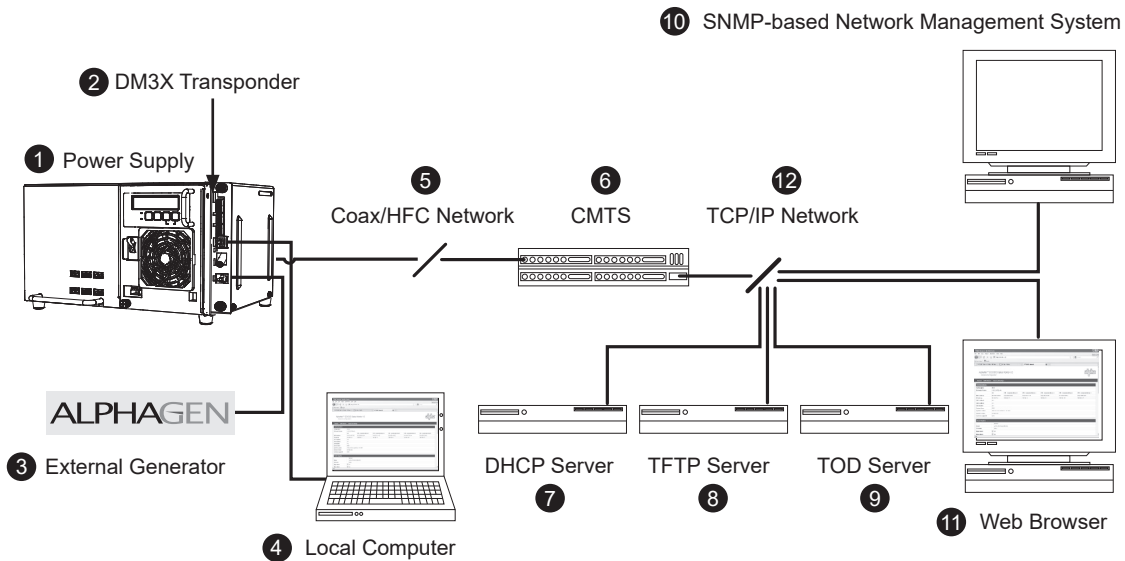 10 SNMP-based Network Management System
2 DM3X Transponder
1 Power Supply
5
Coax/HFC Network
6
CMTS
12
TCP/IP Network
ALPHAGEN
3 External Generator
4 Local Computer
DHCP Server
7
TFTP Server
8
TOD Server
9
11 Web Browser